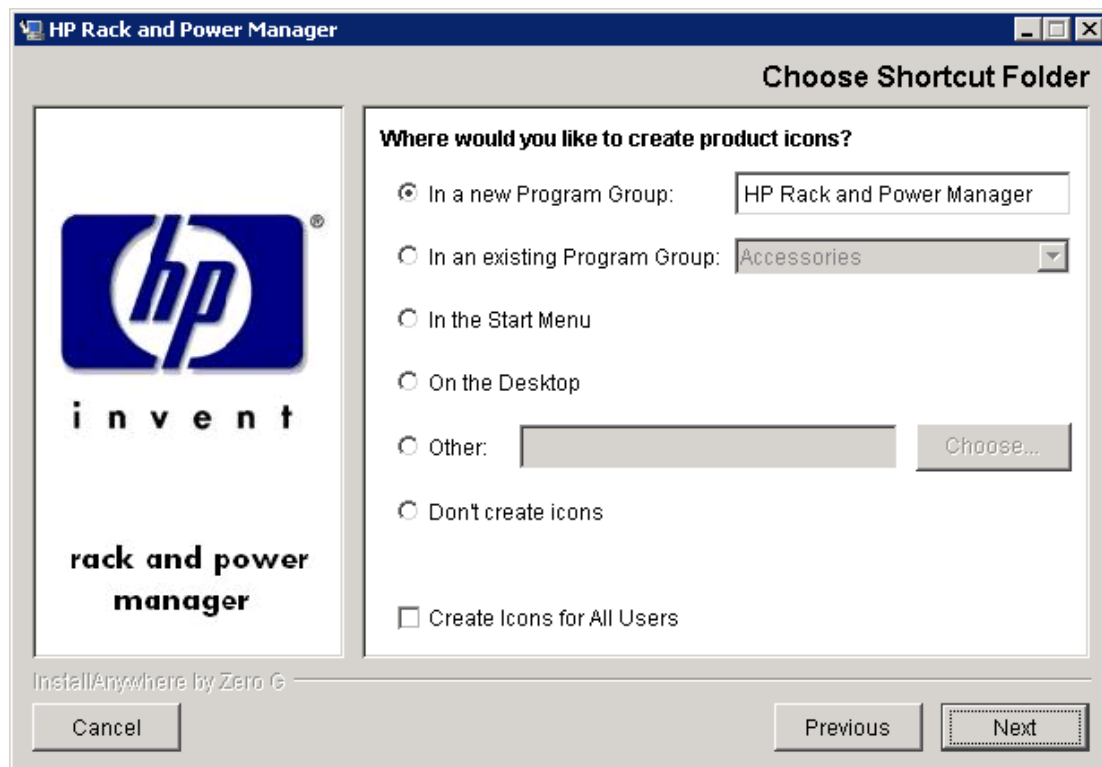 HP Rack and Power Manager
Choose Shortcut Folder
hp
®
invent
rack and power
manager
Where would you like to create product icons?
In a new Program Group: HP Rack and Power Manager
In an existing Program Group: Accessories
In the Start Menu
On the Desktop
Other: Choose...
Don't create icons
Create Icons for All Users
InstallAnywhere by Zero G
Cancel Previous Next